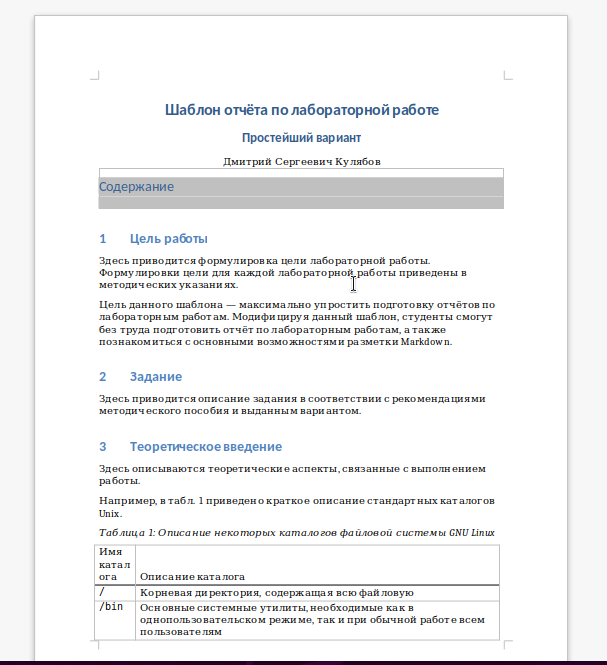 Шаблон отчёта по лабораторной работе
Простейший вариант
Дмитрий Сергеевич Кулябов
Содержание
1 Цель работы
Здесь приводится формулировка цели лабораторной работы.
Формулировки цели для каждой лабораторной работы приведены в
методических указаниях.
Цель данного шаблона — максимально упростить подготовку отчётов по
лабораторным работам. Модифицируя данный шаблон, студенты смогут
без труда подготовить отчёт по лабораторным работам, а также
познакомиться с основными возможностями разметки Markdown.
2 Задание
Здесь приводится описание задания в соответствии с рекомендациями
методического пособия и выданным вариантом.
3 Теоретическое введение
Здесь описываются теоретические аспекты, связанные с выполнением
работы.
Например, в табл. 1 приведено краткое описание стандартных каталогов
Unix.
Таблица 1: Описание некоторых каталогов файловой системы GNU Linux
Имя
катал
ога Описание каталога
/ Корневая директория, содержащая всю файловую
/bin Основные системные утилиты, необходимые как в
однопользовательском режиме, так и при обычной работе всем
пользователям